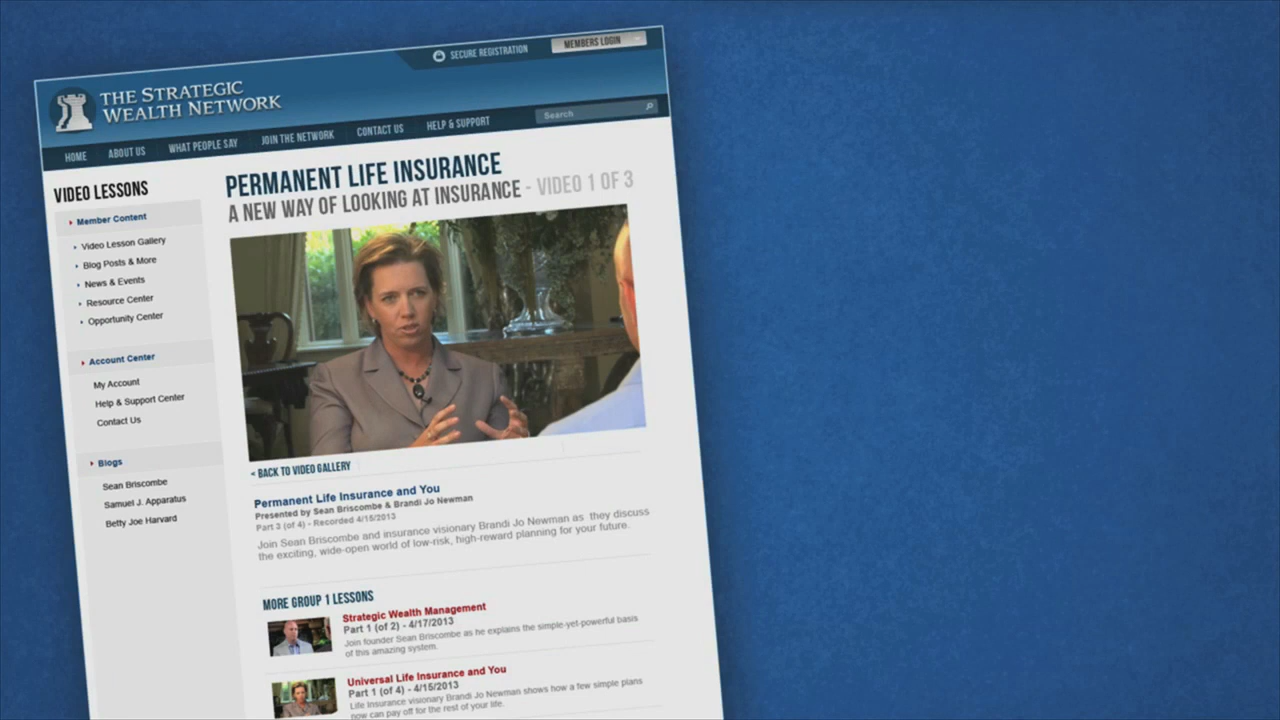 SECURE REGISTRATION
MEMBERS LOGIN
THE STRATEGIC
WEALTH NETWORK
Search
HOME ABOUT US WHAT PEOPLE SAY JOIN THE NETWORK CONTACT US HELP & SUPPORT
VIDEO LESSONS
Member Content
Video Lesson Gallery
Blog Posts & More
News & Events
Resource Center
Opportunity Center
Account Center
My Account
Help & Support Center
Contact Us
Blogs
Sean Briscombe
Samuel J. Apparatus
Betty Joe Harvard
PERMANENT LIFE INSURANCE
A NEW WAY OF LOOKING AT INSURANCE - VIDEO 1 OF 3
< BACK TO VIDEO GALLERY
Permanent Life Insurance and You
Presented by Sean Briscombe & Brandi Jo Newman
Part 3 (of 4) - Recorded 4/15/2013
Join Sean Briscombe and insurance visionary Brandi Jo Newman as they discuss
the exciting, wide-open world of low-risk, high-reward planning for your future.
MORE GROUP 1 LESSONS
Strategic Wealth Management
Part 1 (of 2) - 4/17/2013
Join founder Sean Briscombe as he explains the simple-yet-powerful basis
of this amazing system.
Universal Life Insurance and You
Part 1 (of 4) - 4/15/2013
Life Insurance visionary Brandi Jo Newman shows how a few simple plans
now can pay off for the rest of your life.